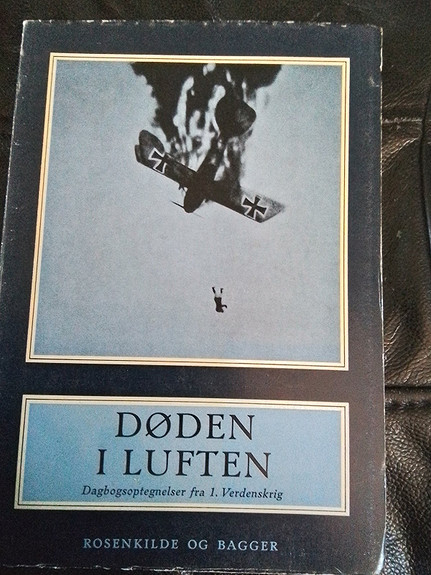 DØDEN
I LUFTEN
Dagbogsoptegnelser fra 1. Verdenskrig
ROSENKILDE OG BAGGER